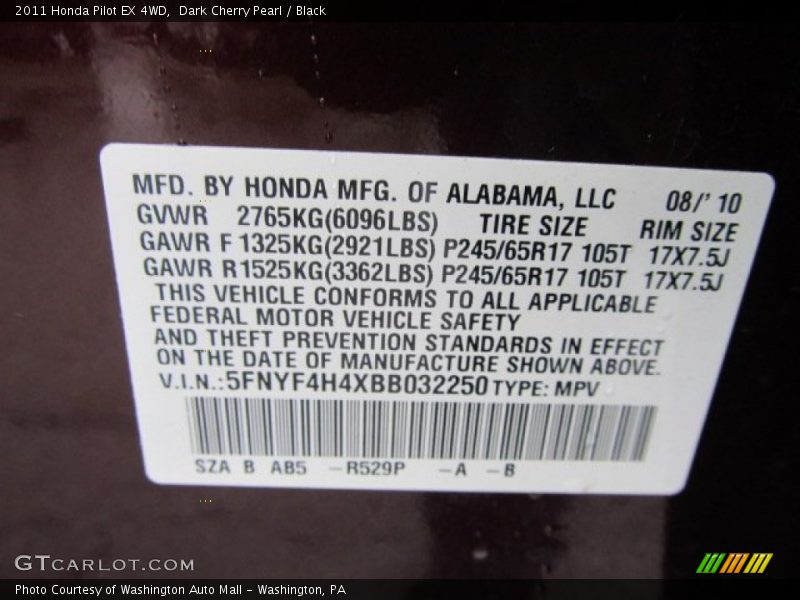 2011 Honda Pilot EX 4WD,  Dark Cherry Pearl / Black
MFD. BY HONDA MFG. OF ALABAMA, LLC 08/' 10
GVWR 2765KG(6096LBS) TIRE SIZE RIM SIZE
GAWR F 1325KG(2921LBS) P245/65R17 105T 17X7.5J
GAWR R1525KG(3362LBS) P245/65R17 105T 17X7.5J
THIS VEHICLE CONFORMS TO ALL APPLICABLE
FEDERAL MOTOR VEHICLE SAFETY
AND THEFT PREVENTION STANDARDS IN EFFECT
ON THE DATE OF MANUFACTURE SHOWN ABOVE.
V.I.N.:5FNYF4H4XBB032250 TYPE: MPV
SZA B AB5 -R529P -A -B
GTCARLOT.COM
Photo Courtesy of Washington Auto Mall - Washington, PA